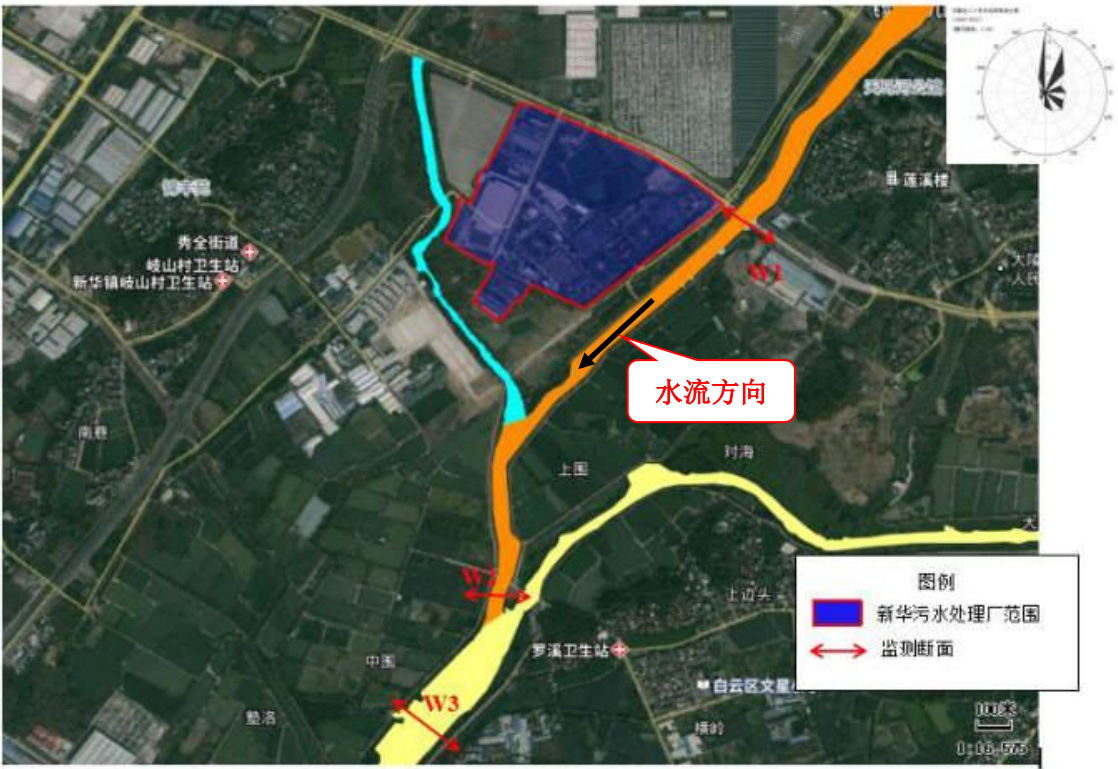 莲溪楼
秀全街道
岐山村卫生站
新华镇岐山村卫生站
W1
水流方向
南巷
上围
对海
W2
上边头
罗溪卫生站
中围
白云区文星
W3
横岭
图例
新华污水处理厂范围
监测断面
100米
1:16,575